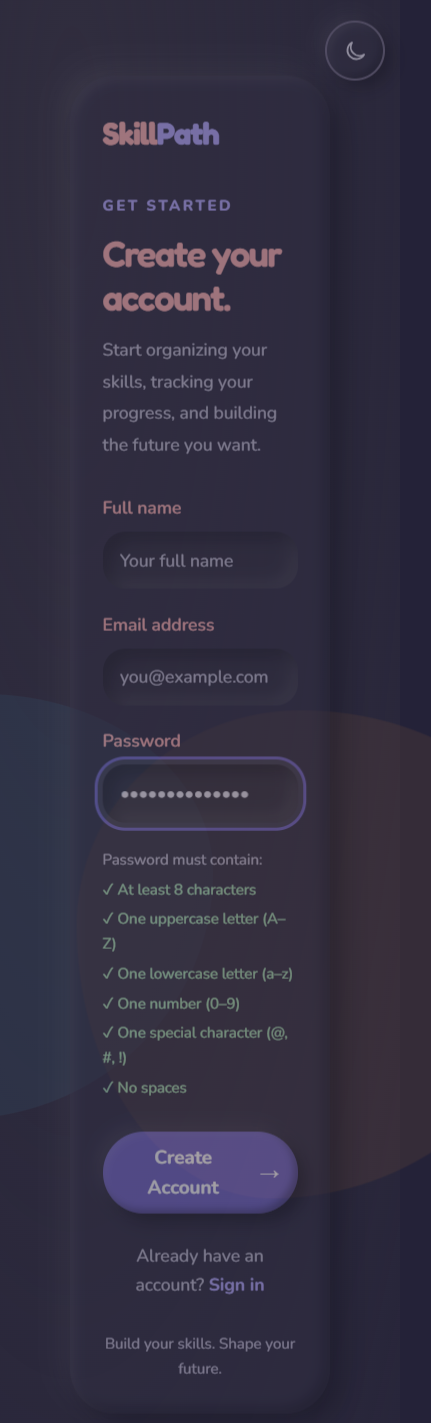 SkillPath
GET STARTED
Create your
account.
Start organizing your
skills, tracking your
progress, and building
the future you want.
Full name
Your full name
Email address
you@example.com
Password
••••••••••••••
Password must contain:
✓ At least 8 characters
✓ One uppercase letter (A–
Z)
✓ One lowercase letter (a–z)
✓ One number (0–9)
✓ One special character (@,
#, !)
✓ No spaces
Create
Account →
Already have an
account? Sign in
Build your skills. Shape your
future.